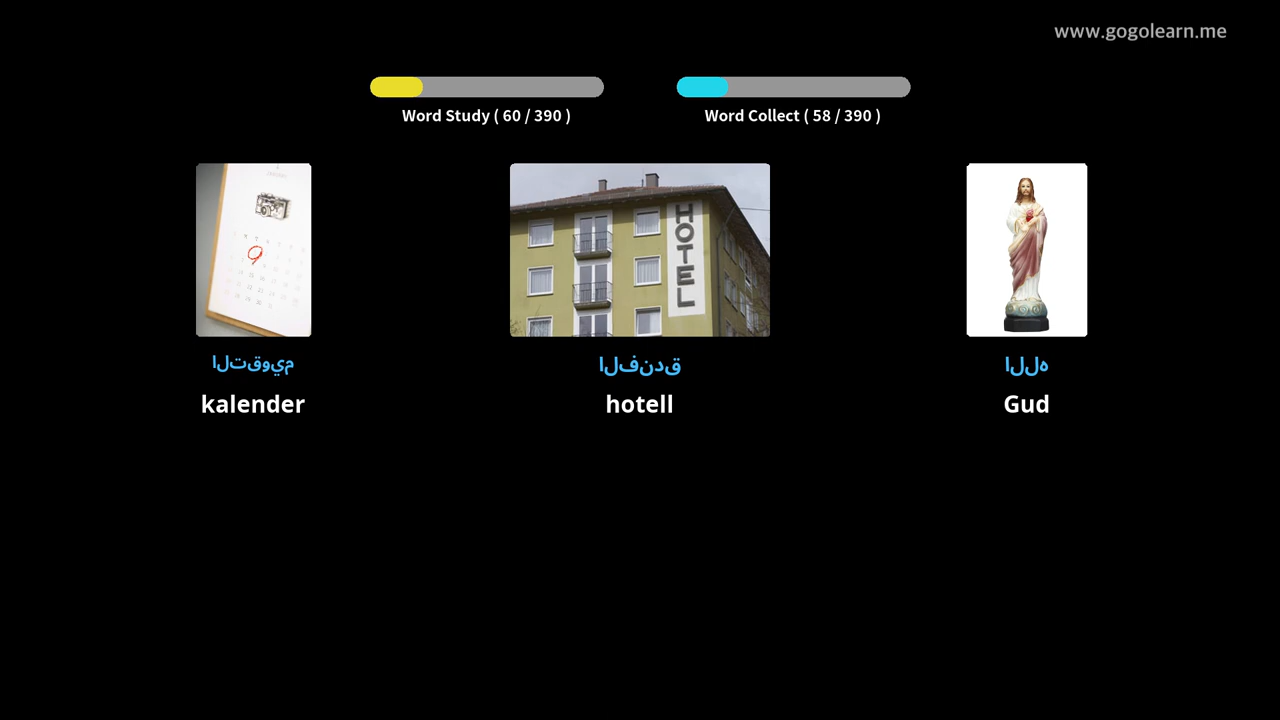 www.gogolearn.me
Word Study ( 60 / 390 )
Word Collect ( 58 / 390 )
HOTEL
التقويم
الفندق
الله
kalender
hotell
Gud